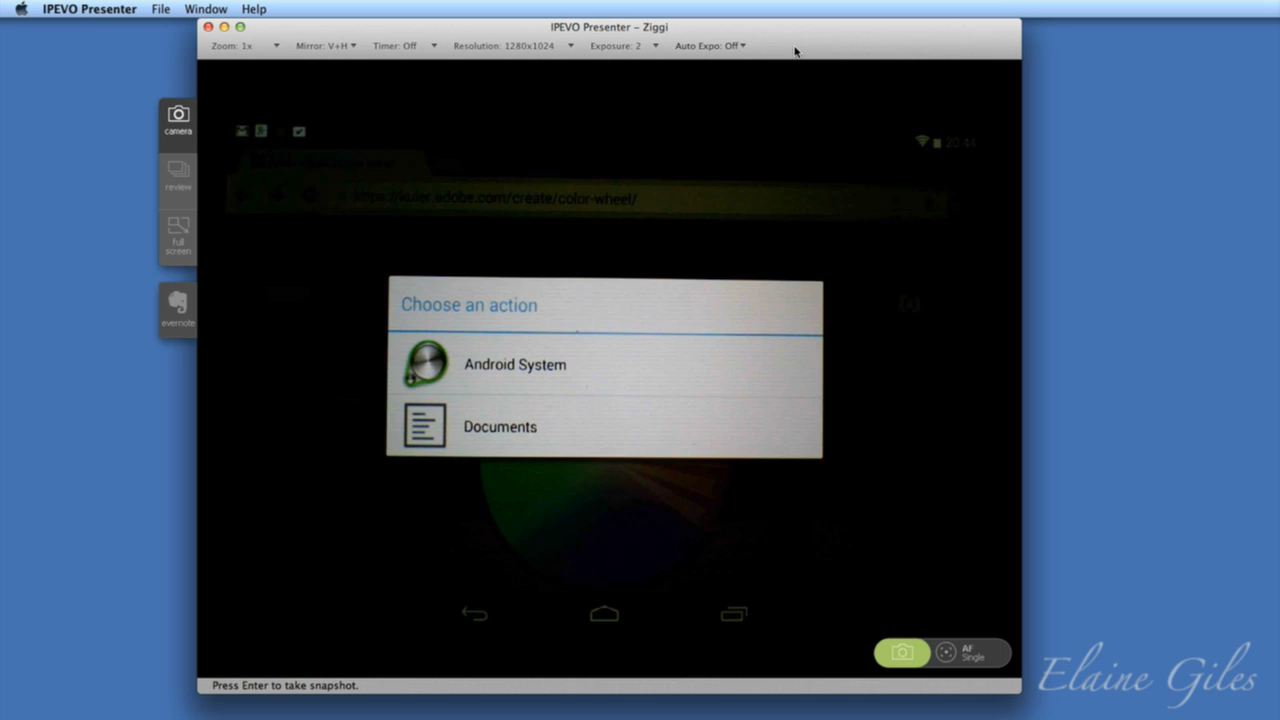 IPEVO Presenter File Window Help
IPEVO Presenter – Ziggi
Zoom: 1x Mirror: V+H Timer: Off Resolution: 1280x1024 Exposure: 2 Auto Expo: Off
camera
review
full
screen
evernote
20:44
https://kuler.adobe.com/create/color-wheel/
Choose an action
Android System
Documents
AF
Single
Press Enter to take snapshot.
Elaine Giles